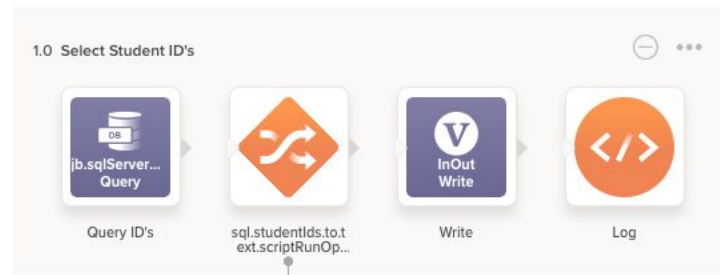 1.0 Select Student ID's
DB
jb.sqlServer...
Query
V
InOut
Write
</>
Query ID's
sql.studentIds.to.t
ext.scriptRunOp...
Write
Log